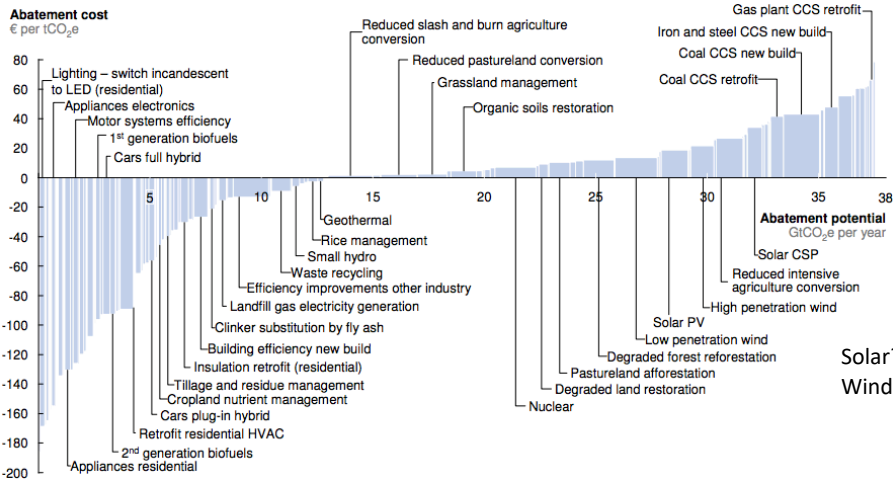 Abatement cost
€ per tCO2e
Gas plant CCS retrofit
Reduced slash and burn agriculture
conversion
Iron and steel CCS new build
Coal CCS new build
Reduced pastureland conversion
Coal CCS retrofit
Grassland management
Organic soils restoration
Lighting – switch incandescent
to LED (residential)
Appliances electronics
Motor systems efficiency
1st generation biofuels
Cars full hybrid
80
60
40
20
0
-20
-40
-60
-80
-100
-120
-140
-160
-180
-200
5
10
15
20
25
30
35
38
Abatement potential
GtCO2e per year
Geothermal
Rice management
Small hydro
Waste recycling
Efficiency improvements other industry
Landfill gas electricity generation
Clinker substitution by fly ash
Building efficiency new build
Insulation retrofit (residential)
Tillage and residue management
Cropland nutrient management
Cars plug-in hybrid
Retrofit residential HVAC
2nd generation biofuels
Appliances residential
Solar CSP
Reduced intensive
agriculture conversion
High penetration wind
Solar PV
Low penetration wind
Degraded forest reforestation
Pastureland afforestation
Degraded land restoration
Nuclear
Solar
Wind